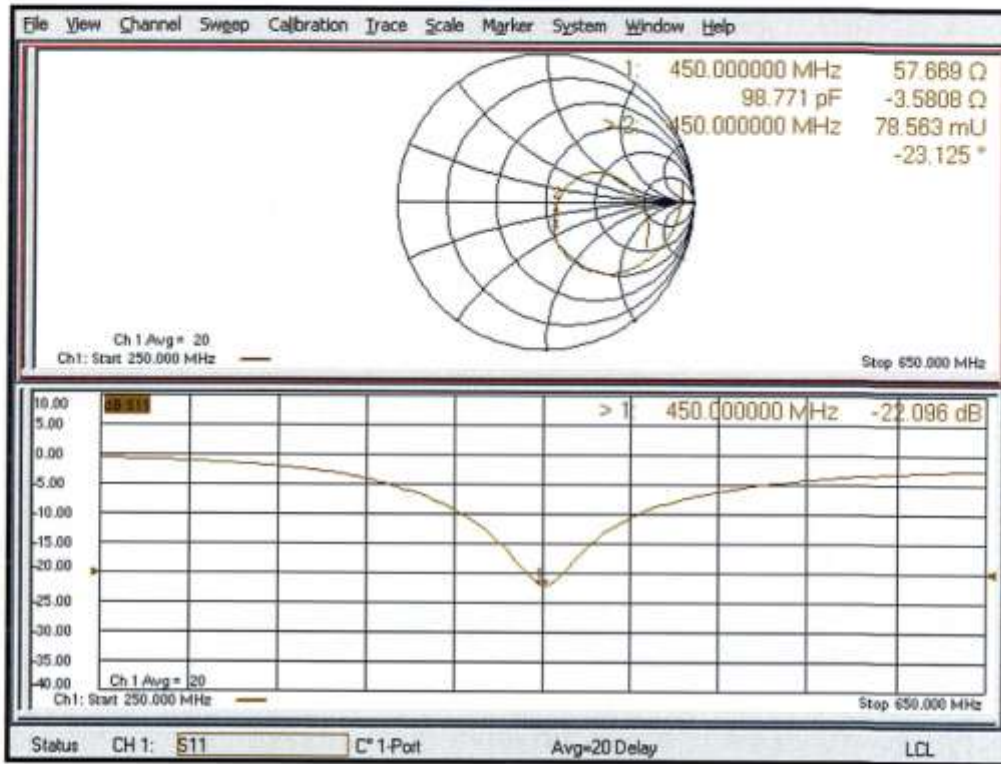 File View Channel Sweep Calibration Trace Scale Marker System Window Help
1: 450.000000 MHz 57.669 Ω
98.771 pF -3.5808 Ω
> 2: 450.000000 MHz 78.563 mU
-23.125 °
Ch 1 Avg = 20
Ch1: Start 250.000 MHz
Stop 650.000 MHz
10.00
dB S11
> 1: 450.000000 MHz -22.096 dB
5.00
0.00
-5.00
-10.00
-15.00
-20.00
1
-25.00
-30.00
-35.00
-40.00
Ch 1 Avg = 20
Ch1: Start 250.000 MHz
Stop 650.000 MHz
Status CH 1: S11 C* 1-Port Avg=20 Delay LCL